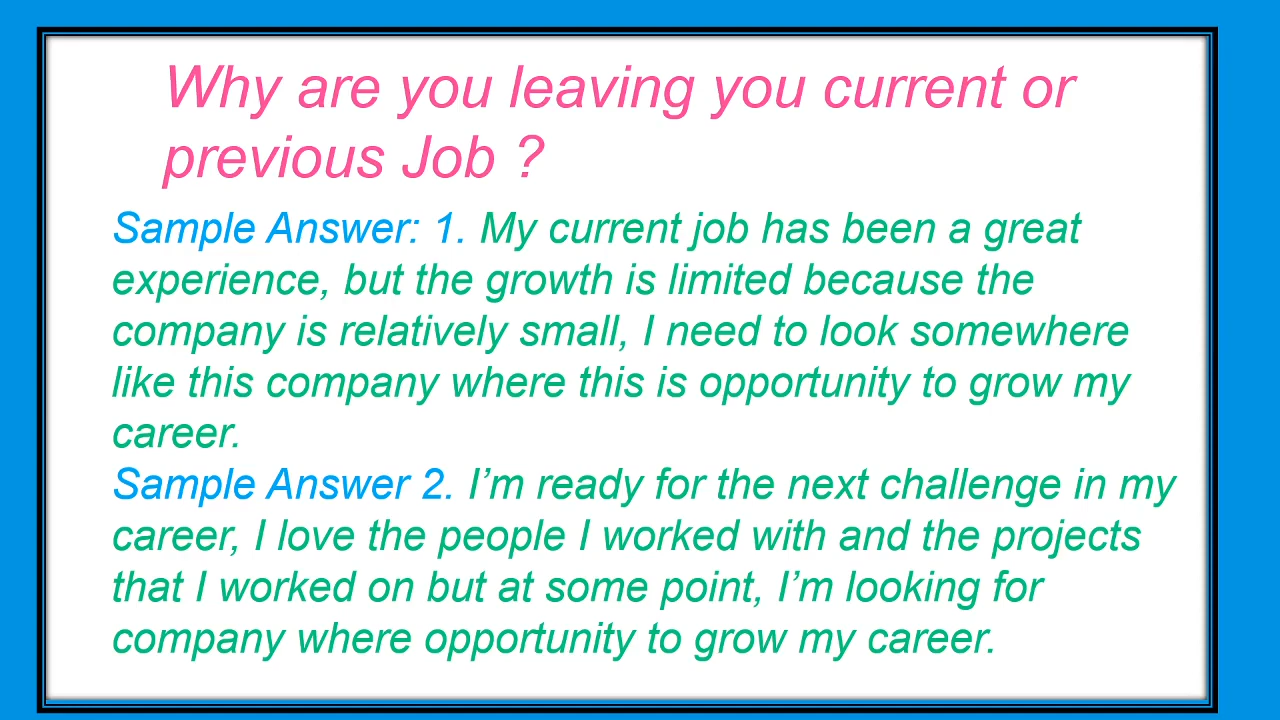 Why are you leaving you current or
previous Job ?
Sample Answer: 1. My current job has been a great
experience, but the growth is limited because the
company is relatively small, I need to look somewhere
like this company where this is opportunity to grow my
career.
Sample Answer 2. I’m ready for the next challenge in my
career, I love the people I worked with and the projects
that I worked on but at some point, I’m looking for
company where opportunity to grow my career.